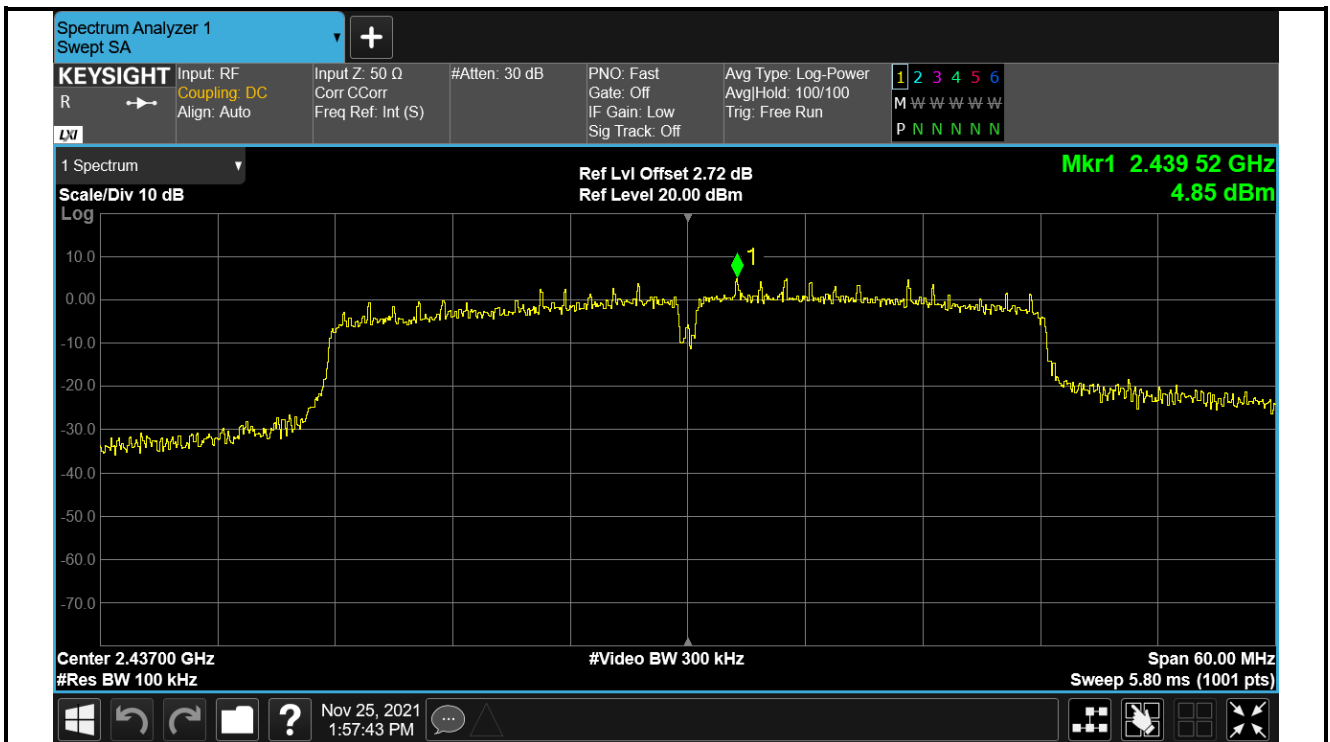 Spectrum Analyzer 1
Swept SA
+
KEYSIGHT
R
LXI
Input: RF
Coupling: DC
Align: Auto
Input Z: 50 Ω
Corr CCorr
Freq Ref: Int (S)
#Atten: 30 dB
PNO: Fast
Gate: Off
IF Gain: Low
Sig Track: Off
Avg Type: Log-Power
Avg|Hold: 100/100
Trig: Free Run
1 2 3 4 5 6
M W W W W W
P N N N N N
1 Spectrum
Scale/Div 10 dB
Log
Ref Lvl Offset 2.72 dB
Ref Level 20.00 dBm
Mkr1 2.439 52 GHz
4.85 dBm
1
10.0
0.00
-10.0
-20.0
-30.0
-40.0
-50.0
-60.0
-70.0
Center 2.43700 GHz
#Res BW 100 kHz
#Video BW 300 kHz
Span 60.00 MHz
Sweep 5.80 ms (1001 pts)
?
Nov 25, 2021
1:57:43 PM